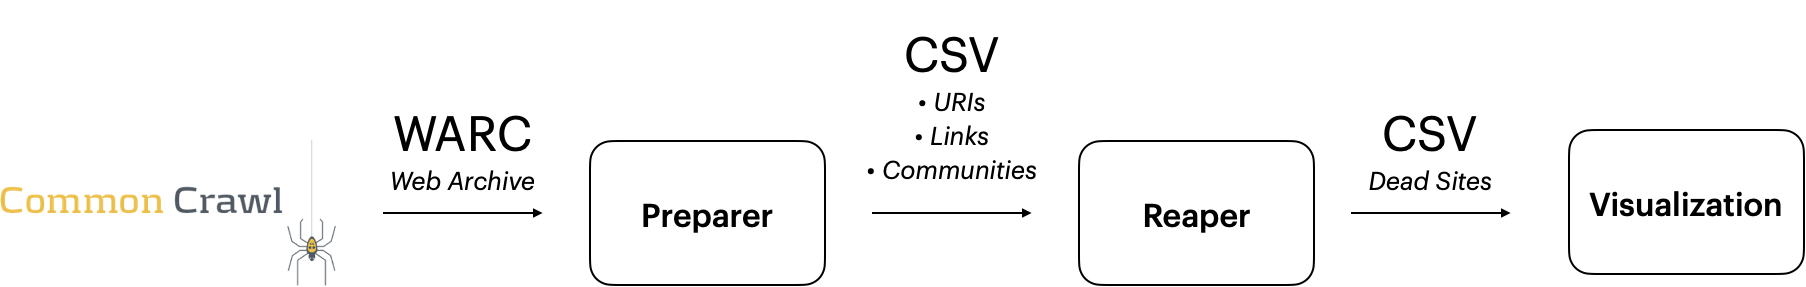 Common Crawl
WARC
Web Archive
Preparer
CSV
• URIs
• Links
• Communities
Reaper
CSV
Dead Sites
Visualization